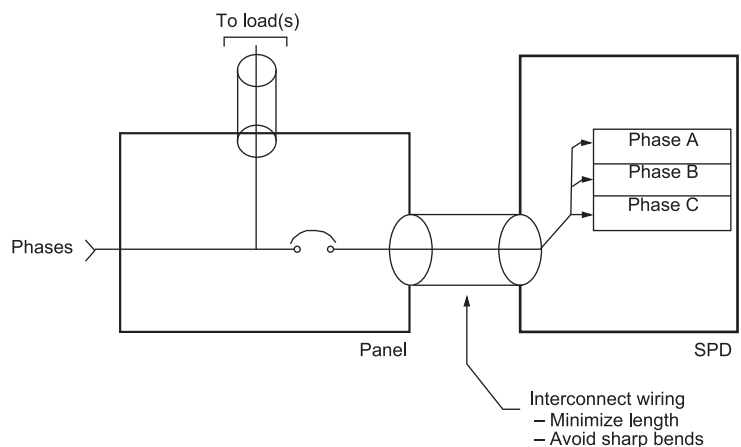 To load(s)
Phase A
Phase B
Phase C
Phases
Panel
SPD
Interconnect wiring
– Minimize length
– Avoid sharp bends